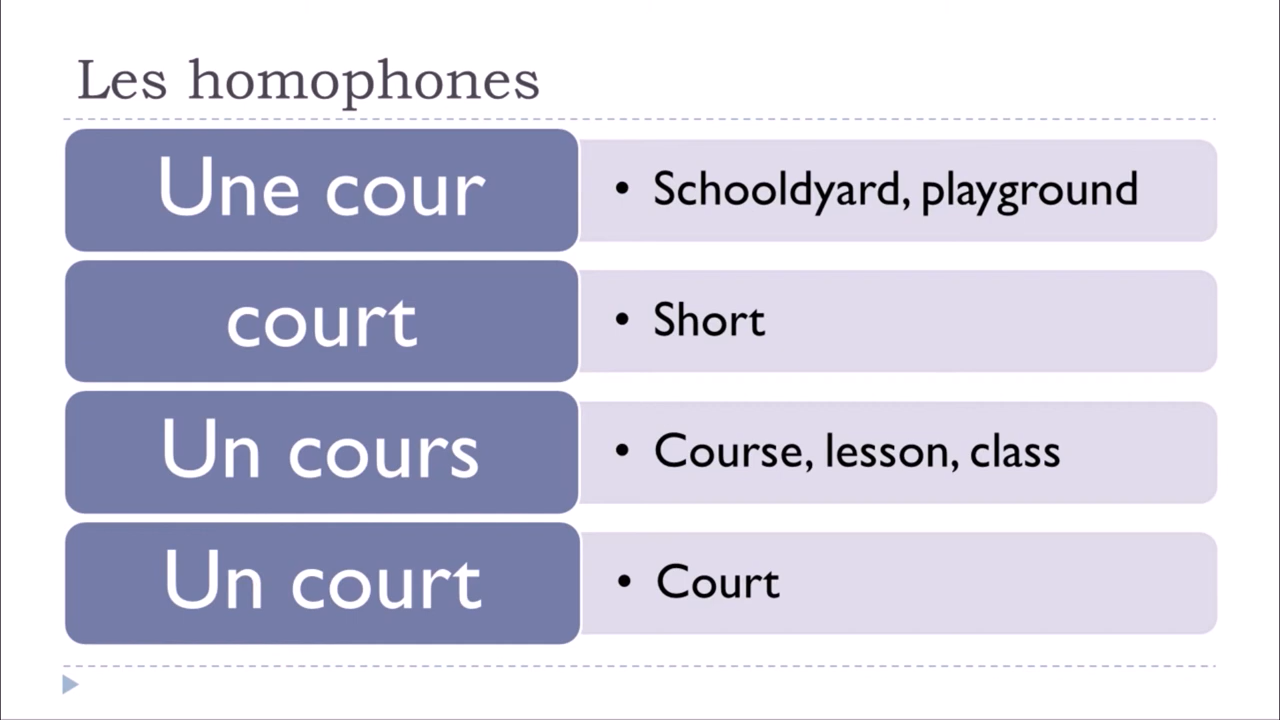 Les homophones
Une cour
• Schooldyard, playground
court
• Short
Un cours
• Course, lesson, class
Un court
• Court